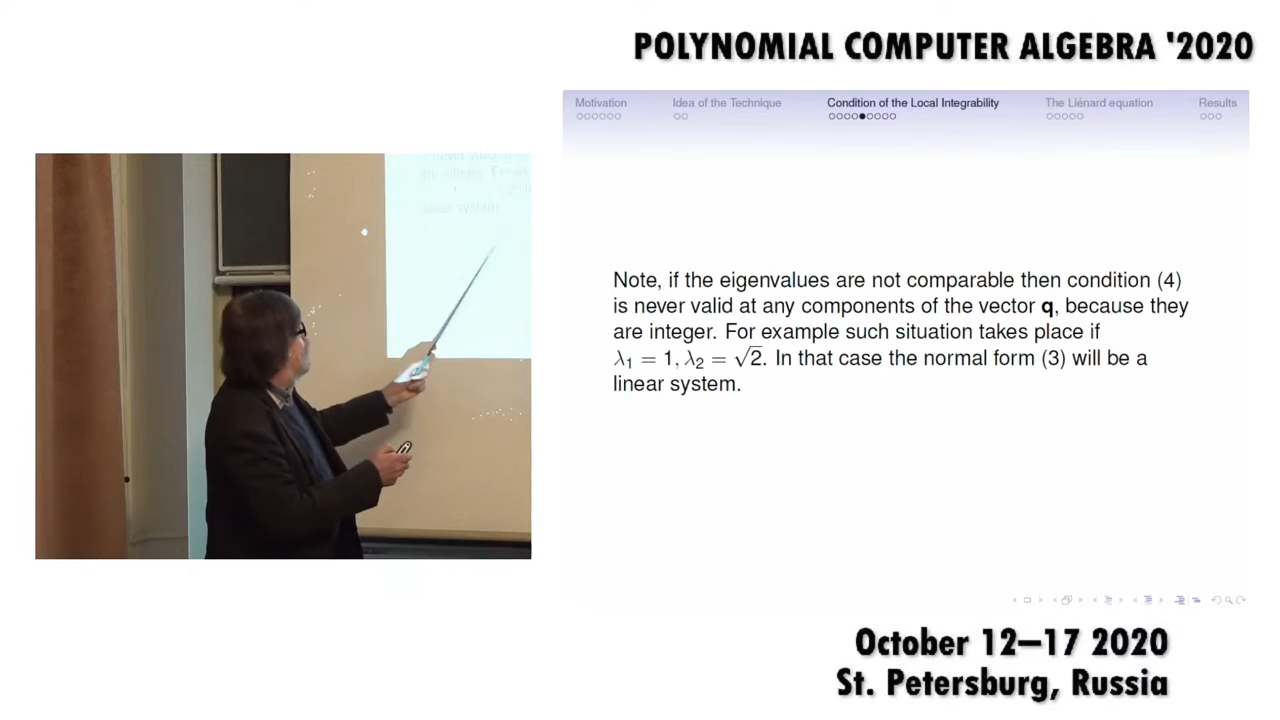 POLYNOMIAL COMPUTER ALGEBRA '2020
Motivation
Idea of the Technique
Condition of the Local Integrability
The Liénard equation
Results
Note, if the eigenvalues are not comparable then condition (4)
is never valid at any components of the vector q, because they
are integer. For example such situation takes place if
λ₁ = 1, λ₂ = √2. In that case the normal form (3) will be a
linear system.
October 12–17 2020
St. Petersburg, Russia